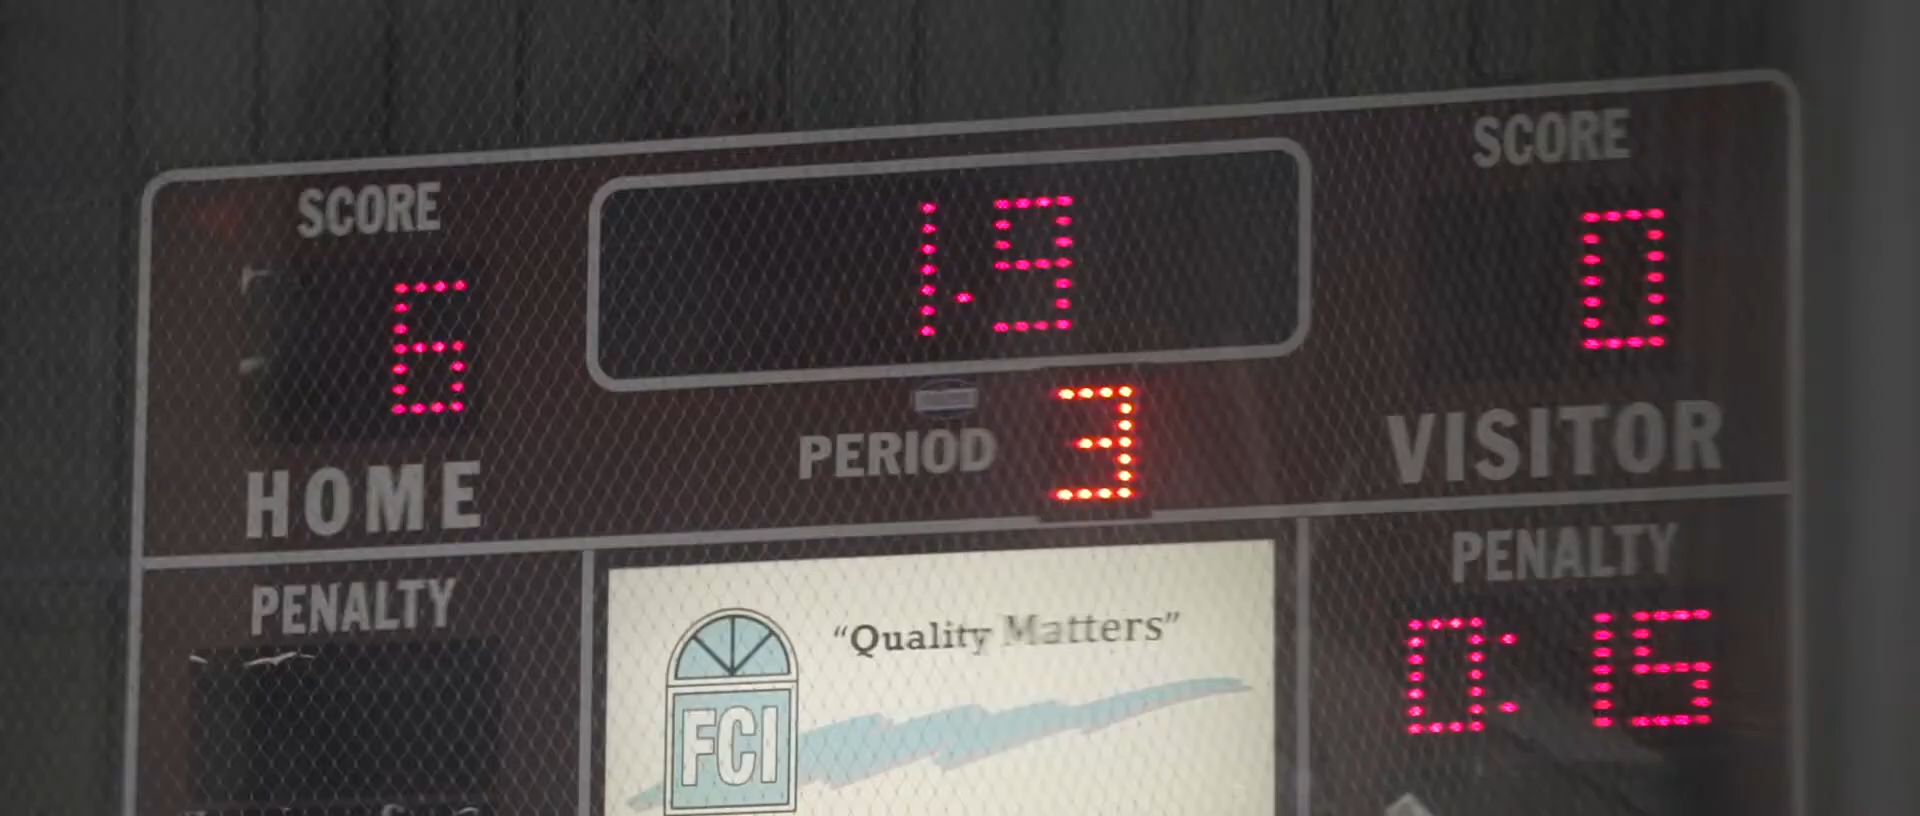 SCORE
1.9
SCORE
6
0
HOME
PERIOD 3
VISITOR
PENALTY
PENALTY
0:15
"Quality Matters"
FCI